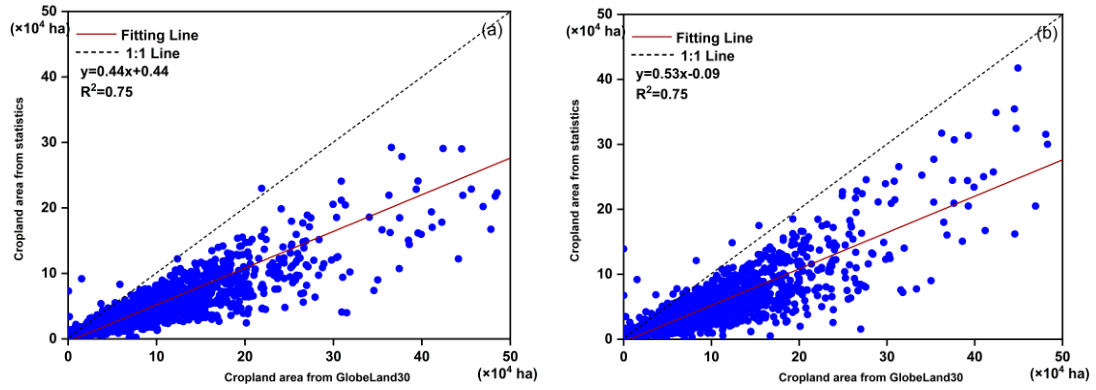 50
(×10⁴ ha)
(a)
Fitting Line
1:1 Line
y=0.44x+0.44
R²=0.75
40
30
20
10
0
Cropland area from statistics
0 10 20 30 40 50
Cropland area from GlobeLand30
(×10⁴ ha)
50
(×10⁴ ha)
(b)
Fitting Line
1:1 Line
y=0.53x-0.09
R²=0.75
40
30
20
10
0
Cropland area from statistics
0 10 20 30 40 50
Cropland area from GlobeLand30
(×10⁴ ha)